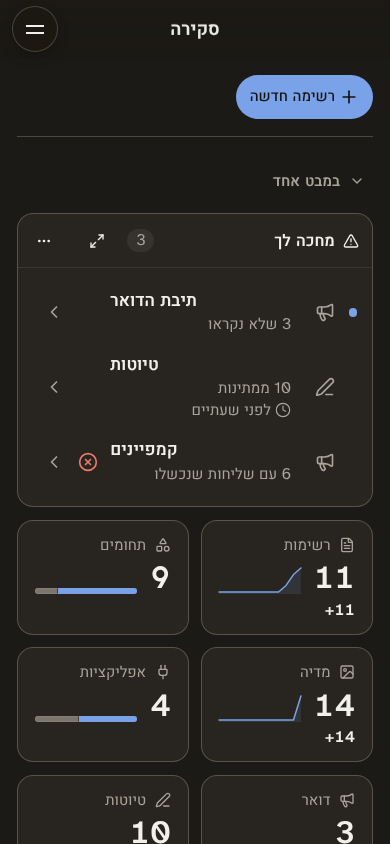 סקירה
רשימה חדשה
במבט אחד
מחכה לך
3
תיבת הדואר
3 שלא נקראו
טיוטות
10 ממתינות
לפני שעתיים
קמפיינים
6 עם שליחות שנכשלו
רשימות
11
+11
תחומים
9
מדיה
14
+14
אפליקציות
4
דואר
3
טיוטות
10